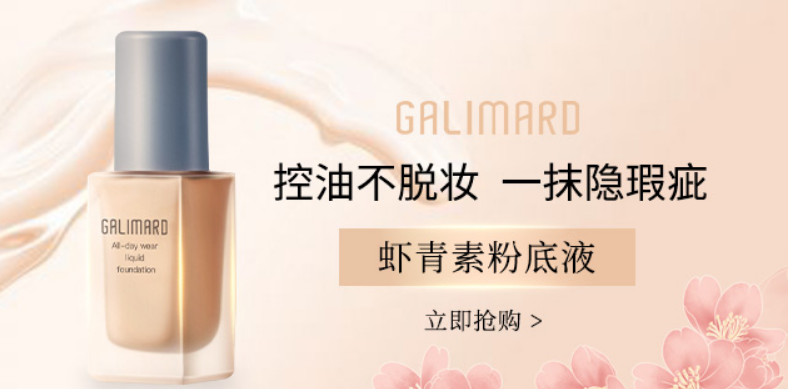 GALIMARD
All-day wear
liquid
foundation
GALIMARD
控油不脱妆 一抹隐瑕疵
虾青素粉底液
立即抢购 >